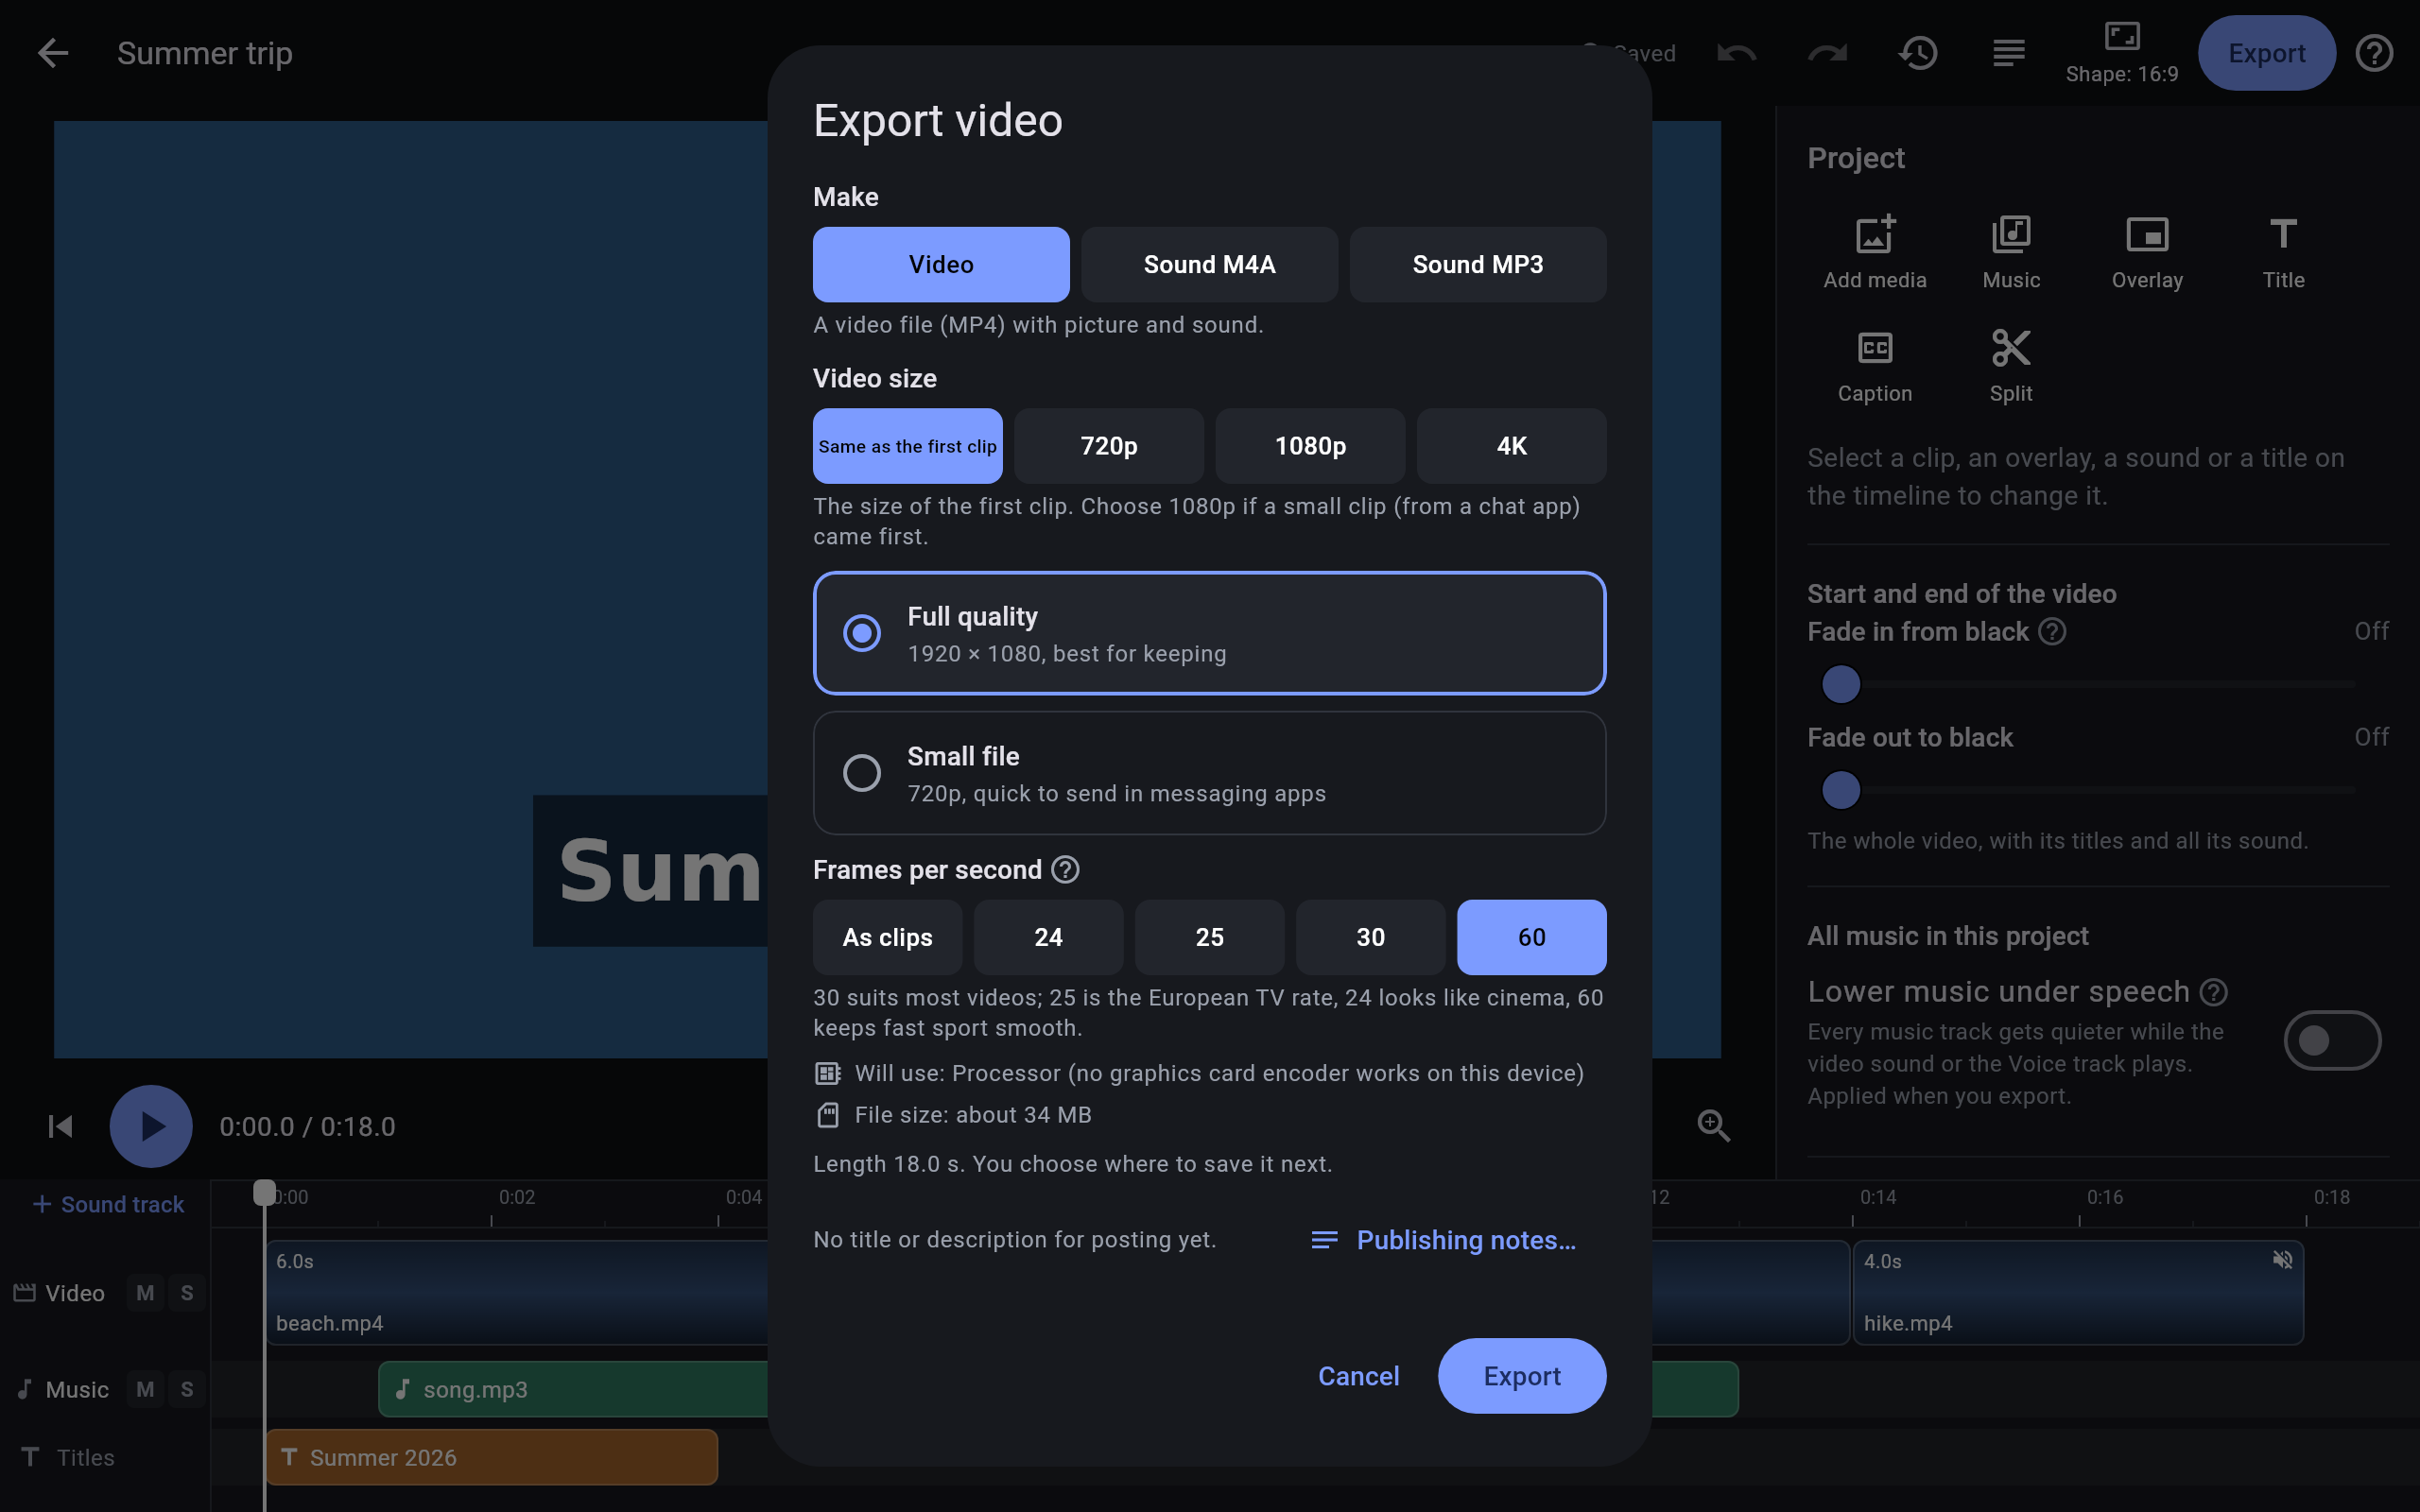 Summer trip
Saved
Shape: 16:9
Export
Export video
Make
Video
Sound M4A
Sound MP3
A video file (MP4) with picture and sound.
Video size
Same as the first clip
720p
1080p
4K
The size of the first clip. Choose 1080p if a small clip (from a chat app)
came first.
Full quality
1920 × 1080, best for keeping
Small file
720p, quick to send in messaging apps
Frames per second
As clips
24
25
30
60
30 suits most videos; 25 is the European TV rate, 24 looks like cinema, 60
keeps fast sport smooth.
Will use: Processor (no graphics card encoder works on this device)
File size: about 34 MB
Length 18.0 s. You choose where to save it next.
No title or description for posting yet.
Publishing notes...
Cancel
Export
Project
Add media
Music
Overlay
Title
Caption
Split
Select a clip, an overlay, a sound or a title on
the timeline to change it.
Start and end of the video
Fade in from black
Off
Fade out to black
Off
The whole video, with its titles and all its sound.
All music in this project
Lower music under speech
Every music track gets quieter while the
video sound or the Voice track plays.
Applied when you export.
Sum
0:00.0 / 0:18.0
+ Sound track
0:00
0:02
0:04
12
0:14
0:16
0:18
Video
M
S
6.0s
beach.mp4
4.0s
hike.mp4
Music
M
S
song.mp3
Titles
Summer 2026